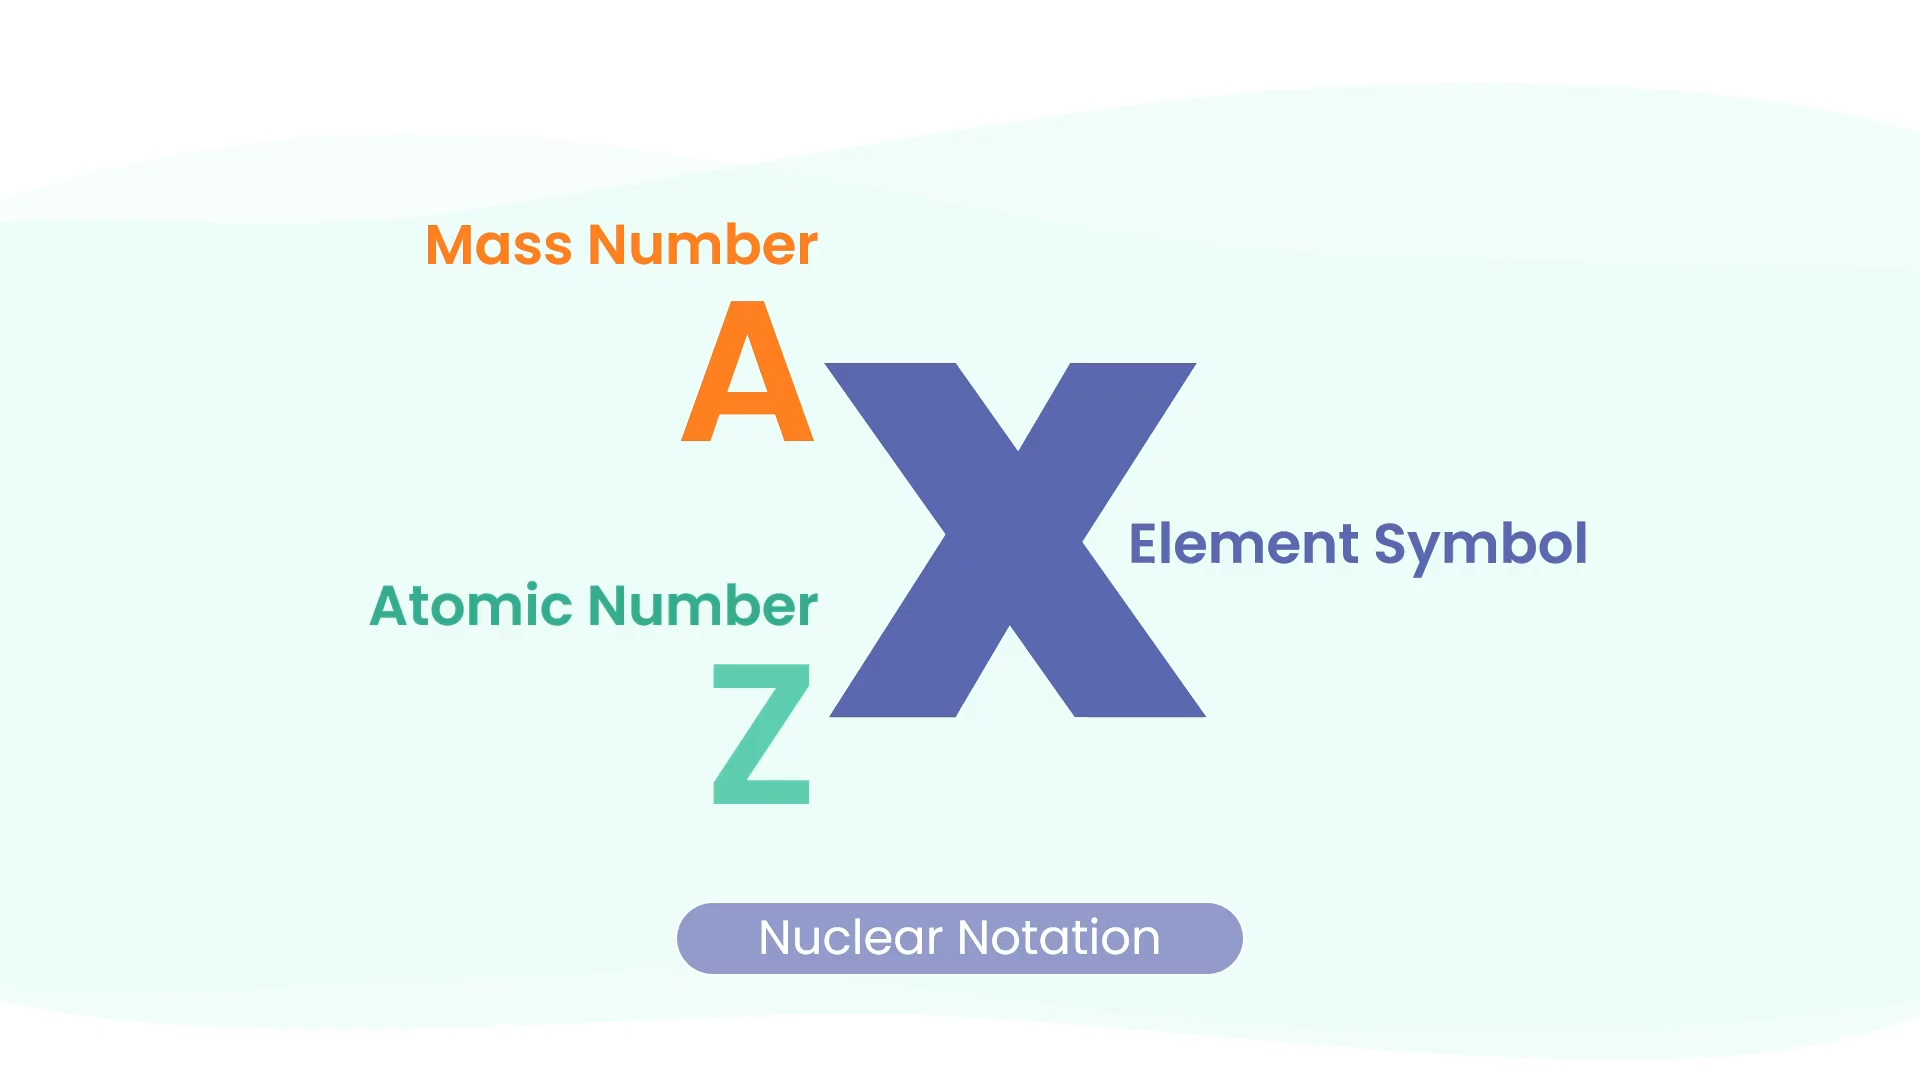 Mass Number
A
X
Element Symbol
Atomic Number
Z
Nuclear Notation